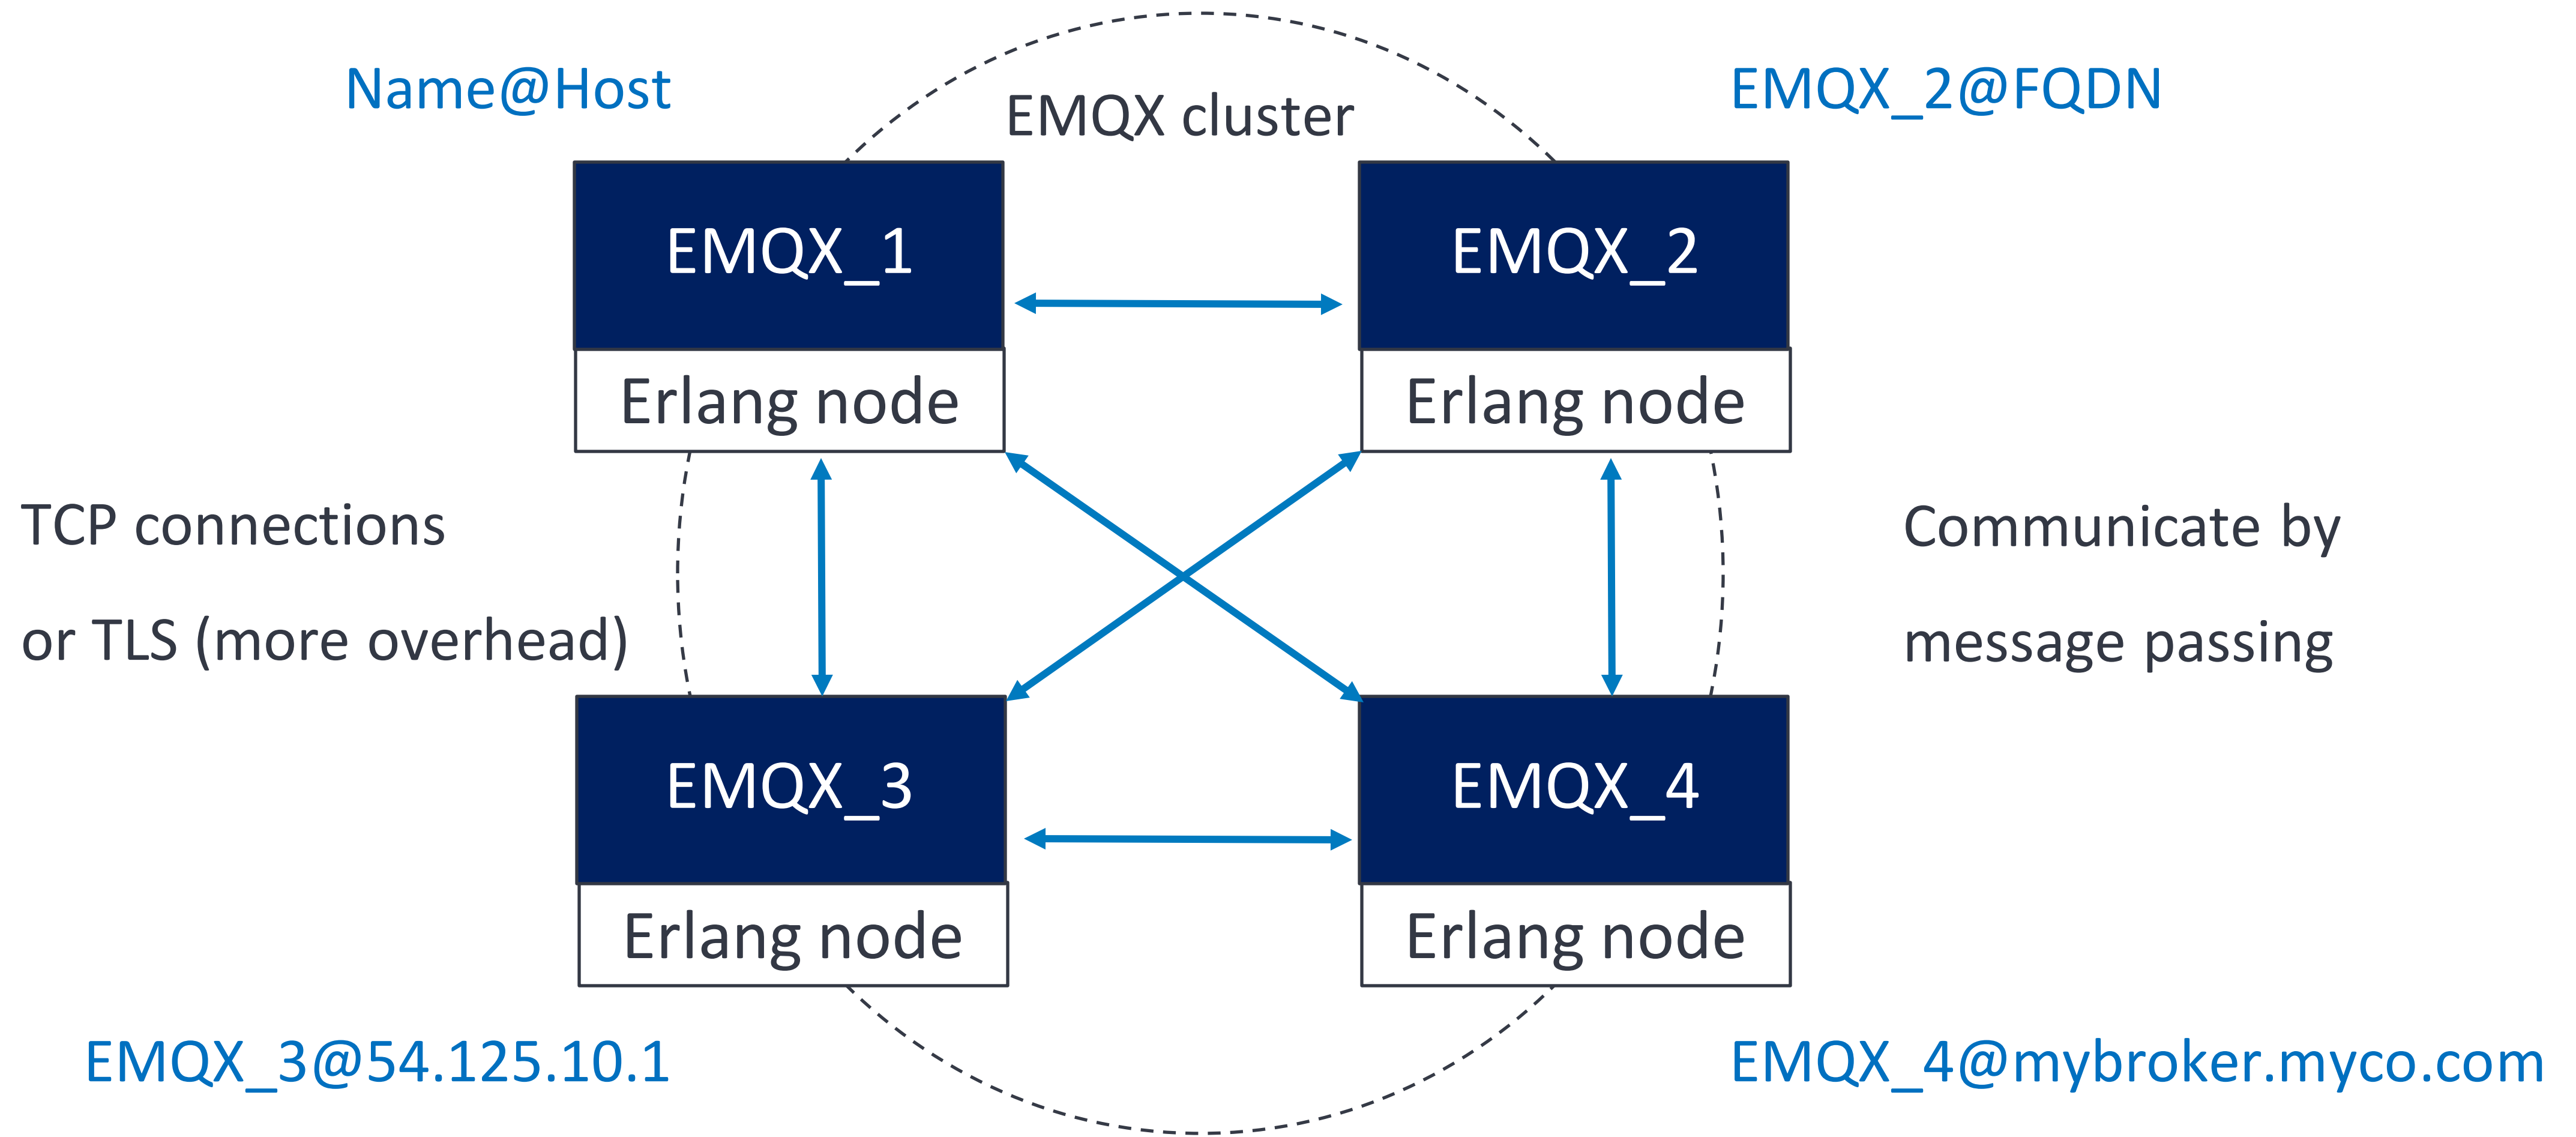 Name@Host
EMQX cluster
EMQX_2@FQDN
EMQX_1
EMQX_2
Erlang node
Erlang node
TCP connections
or TLS (more overhead)
Communicate by
message passing
EMQX_3
EMQX_4
Erlang node
Erlang node
EMQX_3@54.125.10.1
EMQX_4@mybroker.myco.com